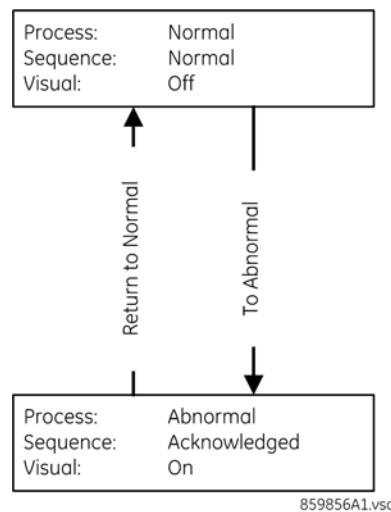 Process: Normal
Sequence: Normal
Visual: Off
Return to Normal
To Abnormal
Process: Abnormal
Sequence: Acknowledged
Visual: On
859856A1.vsd